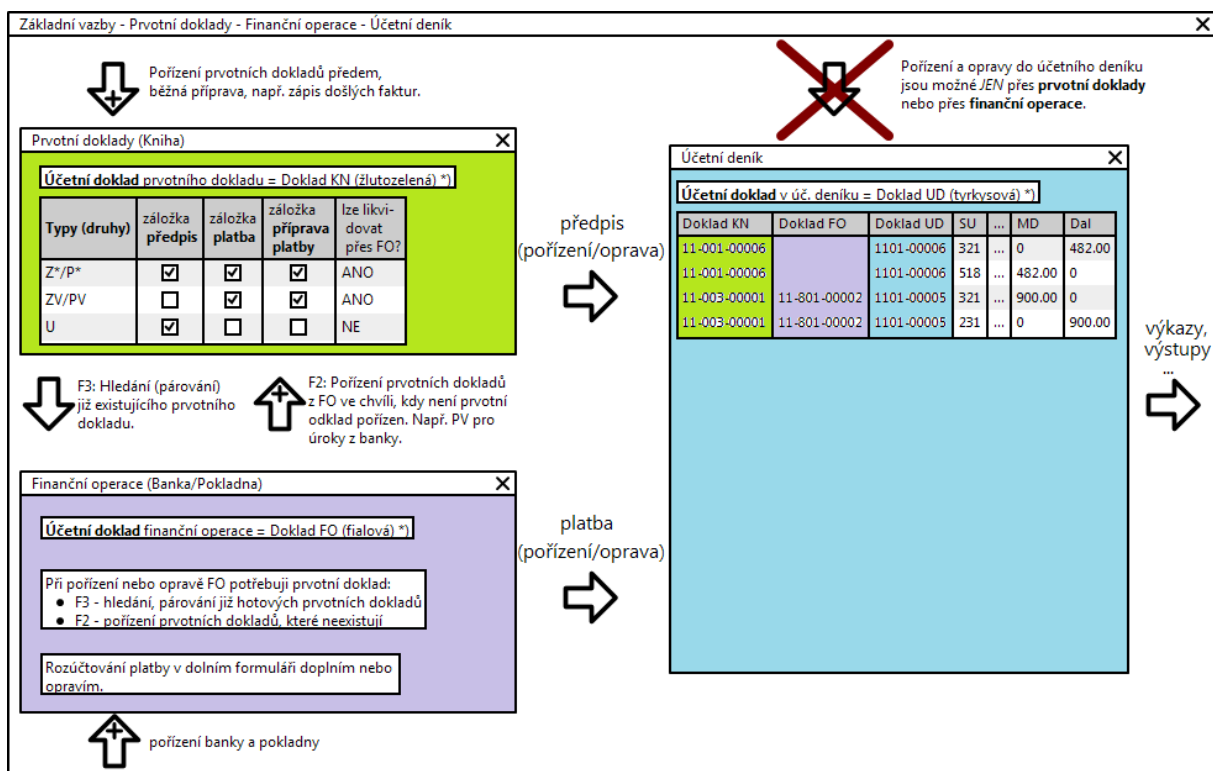 Základní vazby - Prvotní doklady - Finanční operace - Účetní deník
Pořízení prvotních dokladů předem,
běžná příprava, např. zápis došlých faktur.
Prvotní doklady (Kniha)
Účetní doklad prvotního dokladu = Doklad KN (žlutozelená) *)
Typy (druhy) záložka předpis záložka platba záložka příprava platby lze likvi-dovat přes FO?
Z*/P* ANO
ZV/PV ANO
U NE
F3: Hledání (párování)
již existujícího prvotního
dokladu.
F2: Pořízení prvotních dokladů
z FO ve chvíli, kdy není prvotní
odklad pořízen. Např. PV pro
úroky z banky.
Finanční operace (Banka/Pokladna)
Účetní doklad finanční operace = Doklad FO (fialová) *)
Při pořízení nebo opravě FO potřebuji prvotní doklad:
● F3 - hledání, párování již hotových prvotních dokladů
● F2 - pořízení prvotních dokladů, které neexistují
Rozúčtování platby v dolním formuláři doplním nebo
opravím.
pořízení banky a pokladny
předpis
(pořízení/oprava)
platba
(pořízení/oprava)
Pořízení a opravy do účetního deníku
jsou možné JEN přes prvotní doklady
nebo přes finanční operace.
Účetní deník
Účetní doklad v úč. deníku = Doklad UD (tyrkysová) *)
Doklad KN Doklad FO Doklad UD SU ... MD Dal
11-001-00006 1101-00006 321 ... 0 482.00
11-001-00006 1101-00006 518 ... 482.00 0
11-003-00001 11-801-00002 1101-00005 321 ... 900.00 0
11-003-00001 11-801-00002 1101-00005 231 ... 0 900.00
výkazy,
výstupy
...